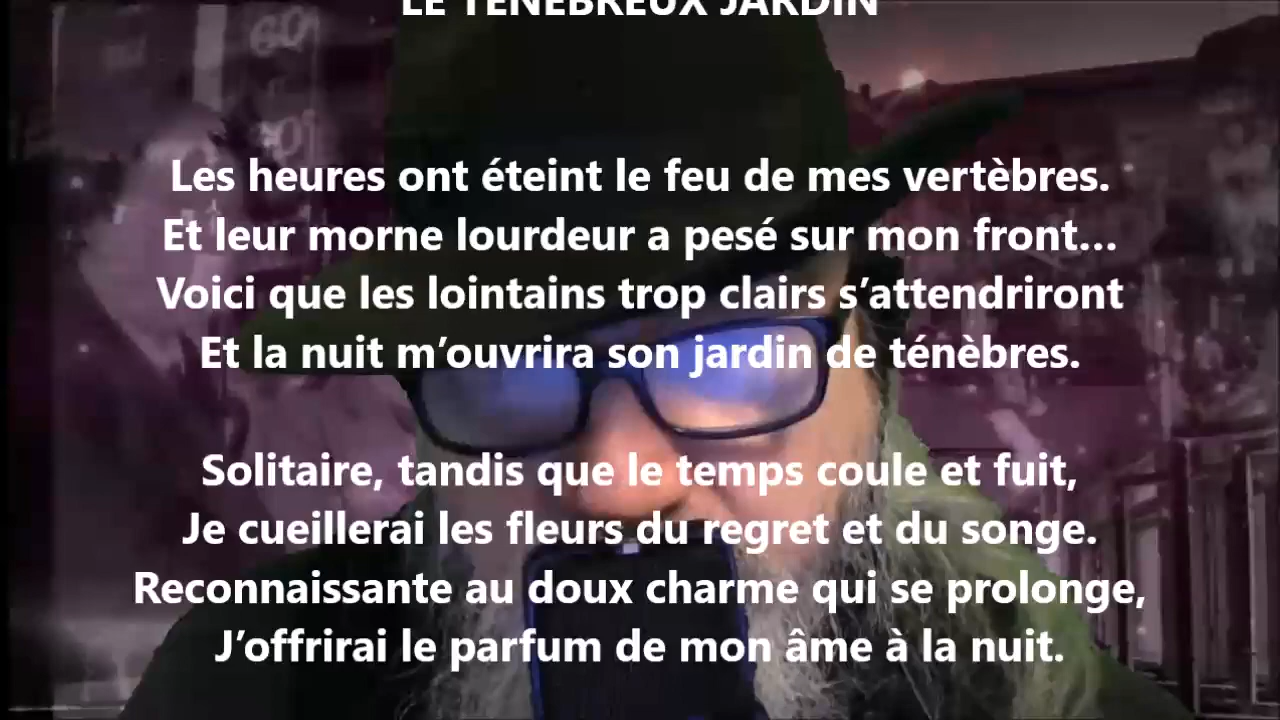 LE TENEBREUX JARDIN
Les heures ont éteint le feu de mes vertèbres.
Et leur morne lourdeur a pesé sur mon front…
Voici que les lointains trop clairs s’attendriront
Et la nuit m’ouvrira son jardin de ténèbres.
Solitaire, tandis que le temps coule et fuit,
Je cueillerai les fleurs du regret et du songe.
Reconnaissante au doux charme qui se prolonge,
J’offrirai le parfum de mon âme à la nuit.